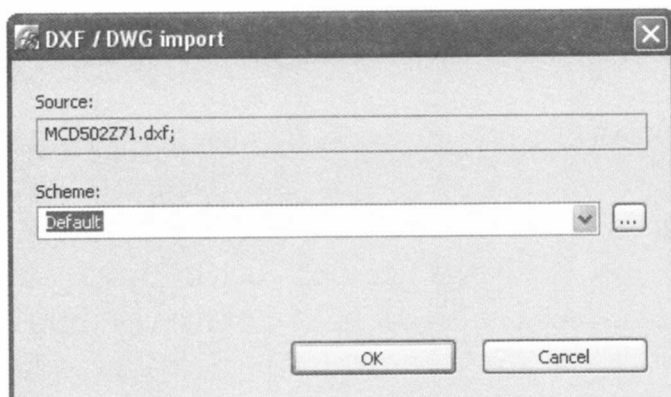 DXF / DWG import
Source:
MCD502Z71.dxf;
Scheme:
Default
...
OK
Cancel